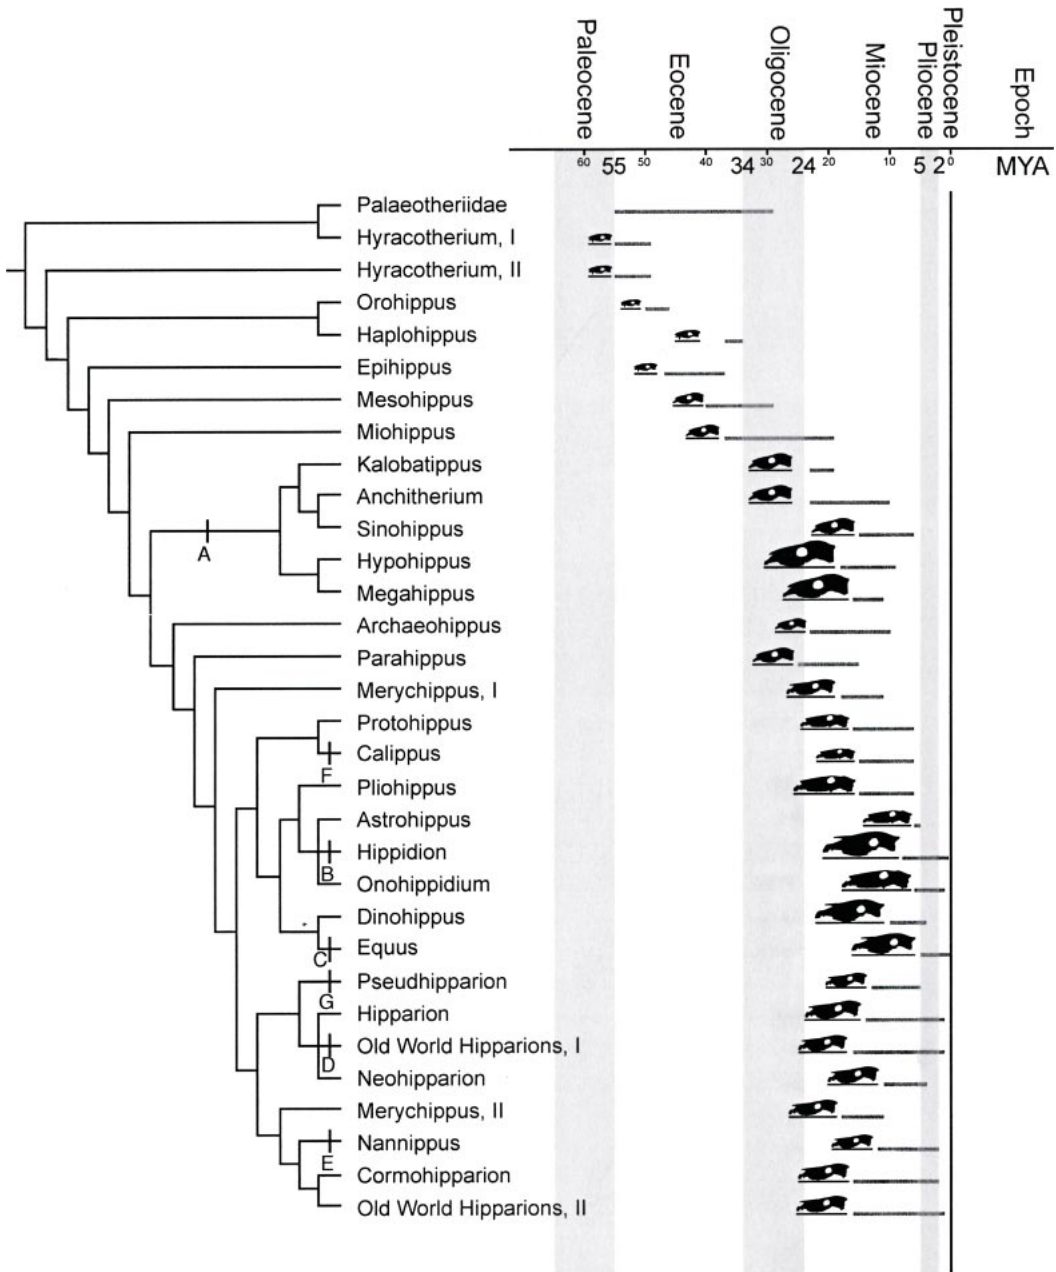 Paleocene
Eocene
Oligocene
Miocene
Pliocene
Pleistocene
Epoch
60 55 50 40 34 30 24 20 10 5 2 0 MYA
Palaeotheriidae
Hyracotherium, I
Hyracotherium, II
Orohippus
Haplohippus
Epihippus
Mesohippus
Miohippus
Kalobatippus
Anchitherium
Sinohippus
A
Hypohippus
Megahippus
Archaeohippus
Parahippus
Merychippus, I
Protohippus
Calippus
F
Pliohippus
Astrohippus
Hippidion
B
Onohippidium
Dinohippus
Equus
C
Pseudhipparion
G
Hipparion
Old World Hipparions, I
D
Neohipparion
Merychippus, II
Nannippus
E
Cormohipparion
Old World Hipparions, II